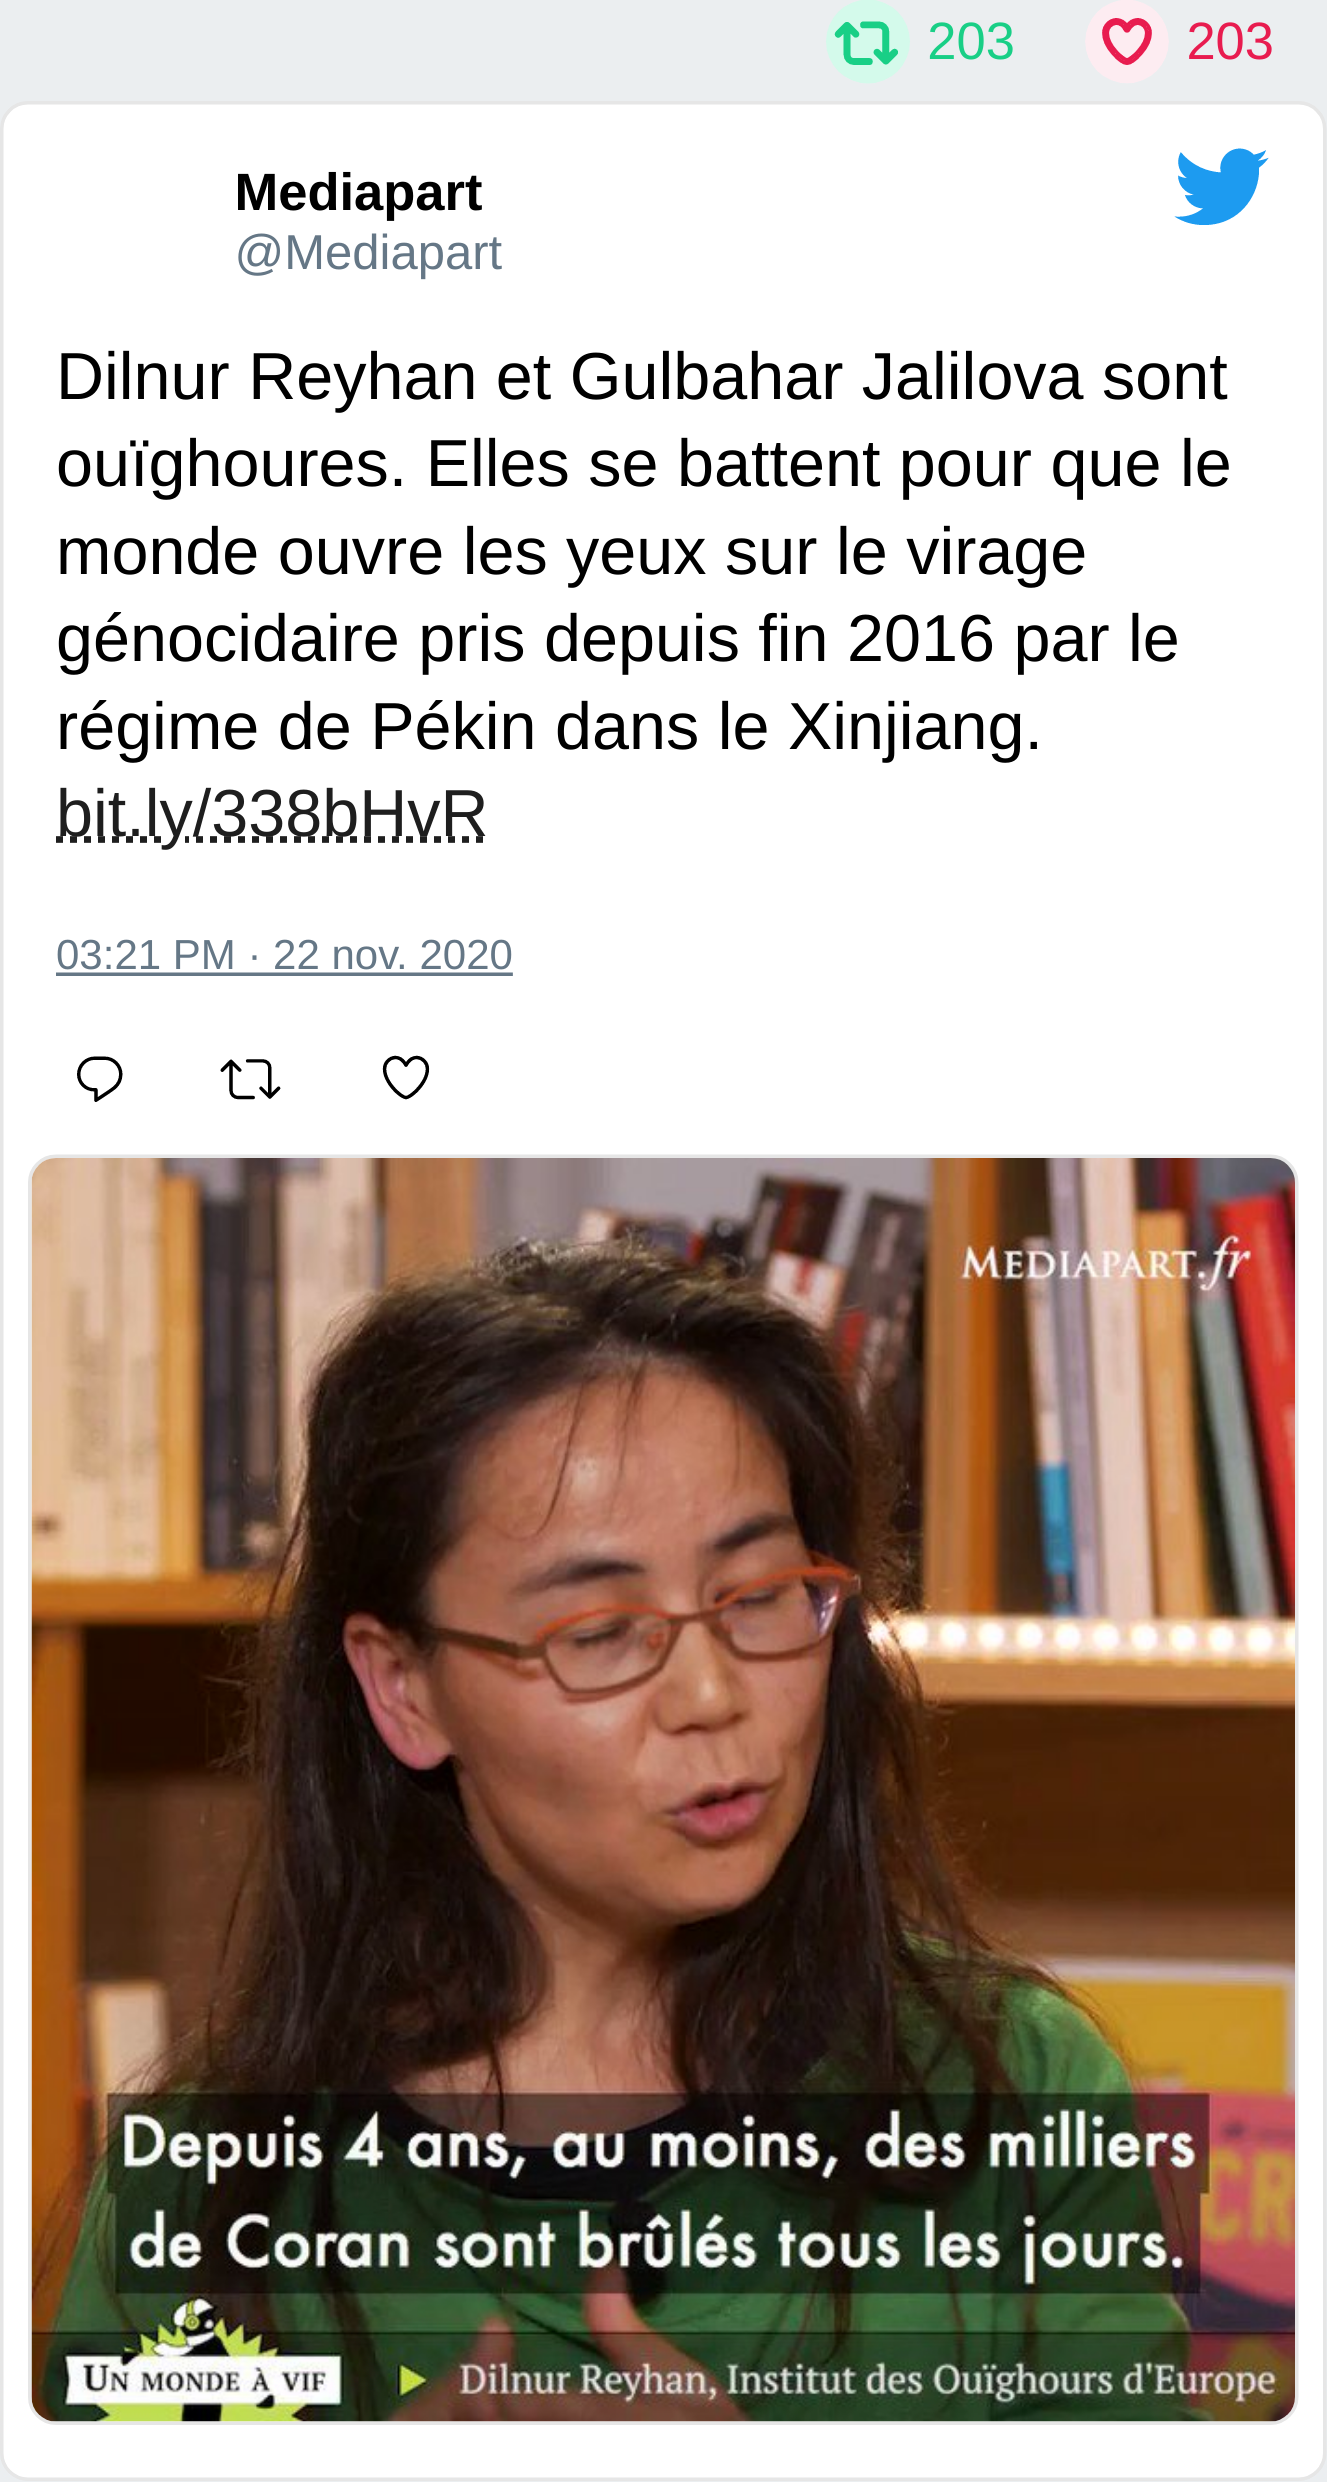 203 203
Mediapart
@Mediapart
Dilnur Reyhan et Gulbahar Jalilova sont
ouïghoures. Elles se battent pour que le
monde ouvre les yeux sur le virage
génocidaire pris depuis fin 2016 par le
régime de Pékin dans le Xinjiang.
bit.ly/338bHvR
03:21 PM · 22 nov. 2020
MEDIAPART.fr
Depuis 4 ans, au moins, des milliers
de Coran sont brûlés tous les jours.
CR
UN MONDE À VIF
Dilnur Reyhan, Institut des Ouïghours d'Europe